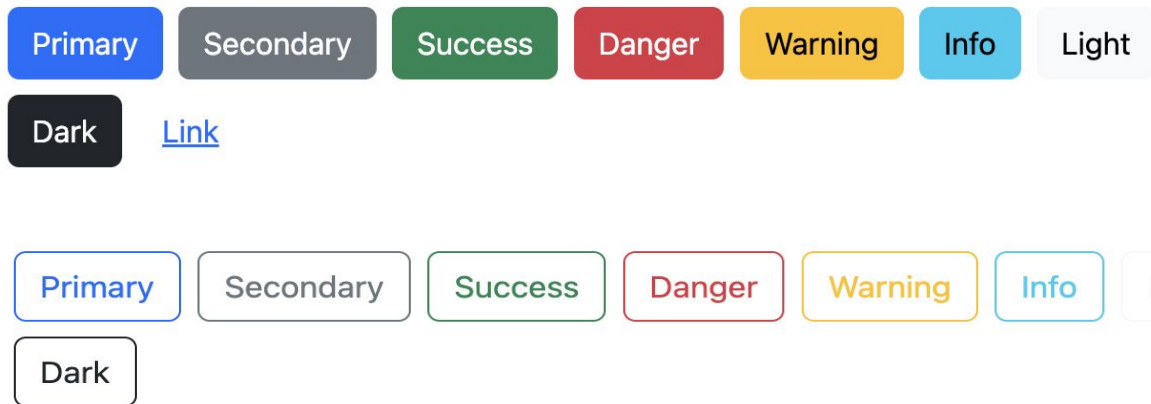 Primary Secondary Success Danger Warning Info Light
Dark Link
Primary Secondary Success Danger Warning Info
Dark